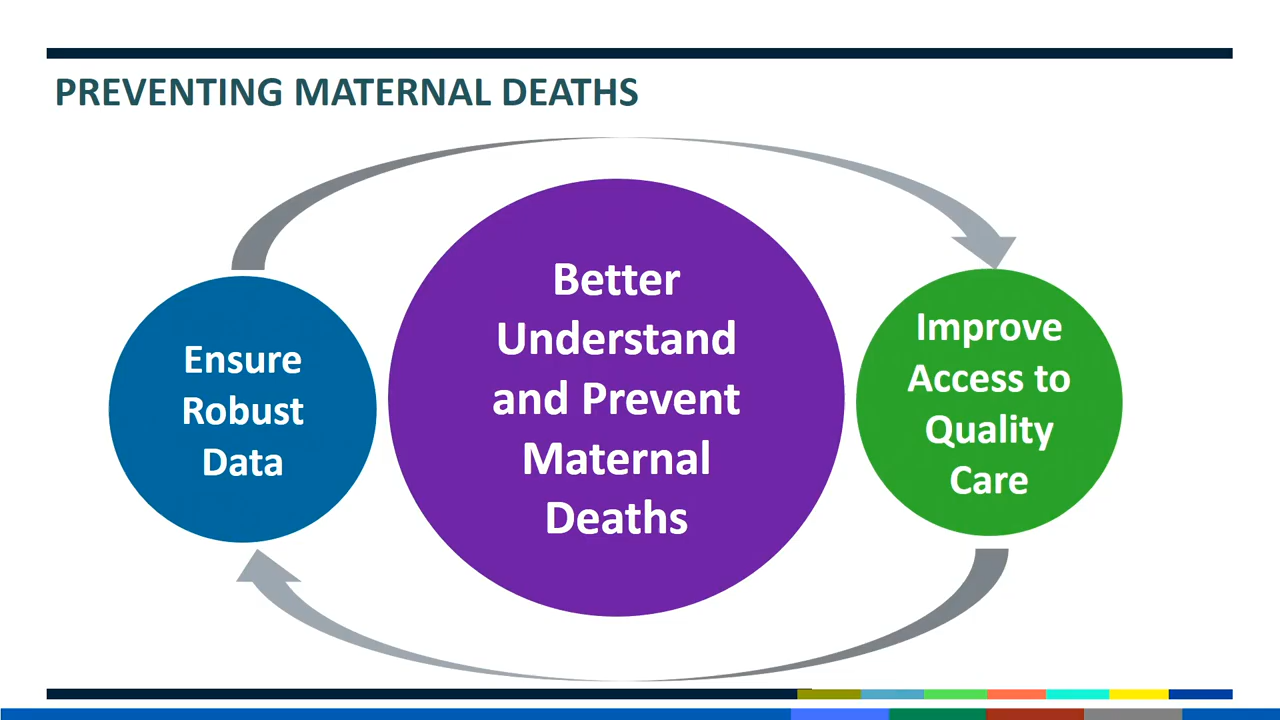 PREVENTING MATERNAL DEATHS
Ensure
Robust
Data
Better
Understand
and Prevent
Maternal
Deaths
Improve
Access to
Quality
Care